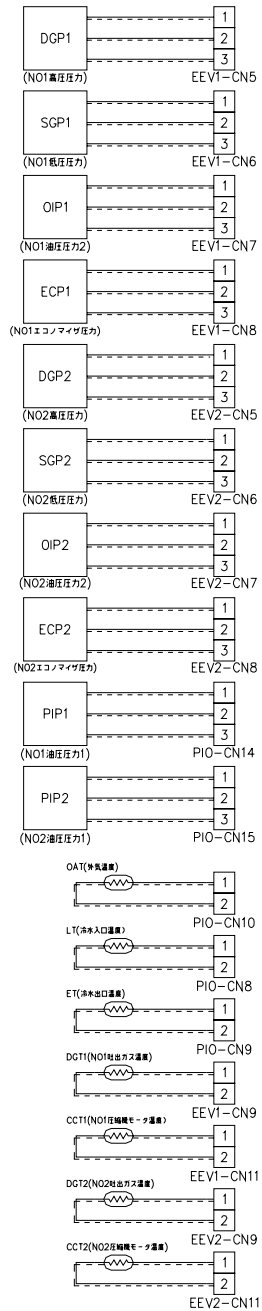 DGP1
1
2
3
(NO1高圧圧力)
EEV1-CN5
SGP1
1
2
3
(NO1低圧圧力)
EEV1-CN6
OIP1
1
2
3
(NO1油圧圧力2)
EEV1-CN7
ECP1
1
2
3
(NO1エコノマイザ圧力)
EEV1-CN8
DGP2
1
2
3
(NO2高圧圧力)
EEV2-CN5
SGP2
1
2
3
(NO2低圧圧力)
EEV2-CN6
OIP2
1
2
3
(NO2油圧圧力2)
EEV2-CN7
ECP2
1
2
3
(NO2エコノマイザ圧力)
EEV2-CN8
PIP1
1
2
3
(NO1油圧圧力1)
PIO-CN14
PIP2
1
2
3
(NO2油圧圧力1)
PIO-CN15
OAT(外気温度)
1
2
PIO-CN10
LT(冷水入口温度)
1
2
PIO-CN8
ET(冷水出口温度)
1
2
PIO-CN9
DGT1(NO1吐出ガス温度)
1
2
EEV1-CN9
CCT1(NO1圧縮機モータ温度)
1
2
EEV1-CN11
DGT2(NO2吐出ガス温度)
1
2
EEV2-CN9
CCT2(NO2圧縮機モータ温度)
1
2
EEV2-CN11